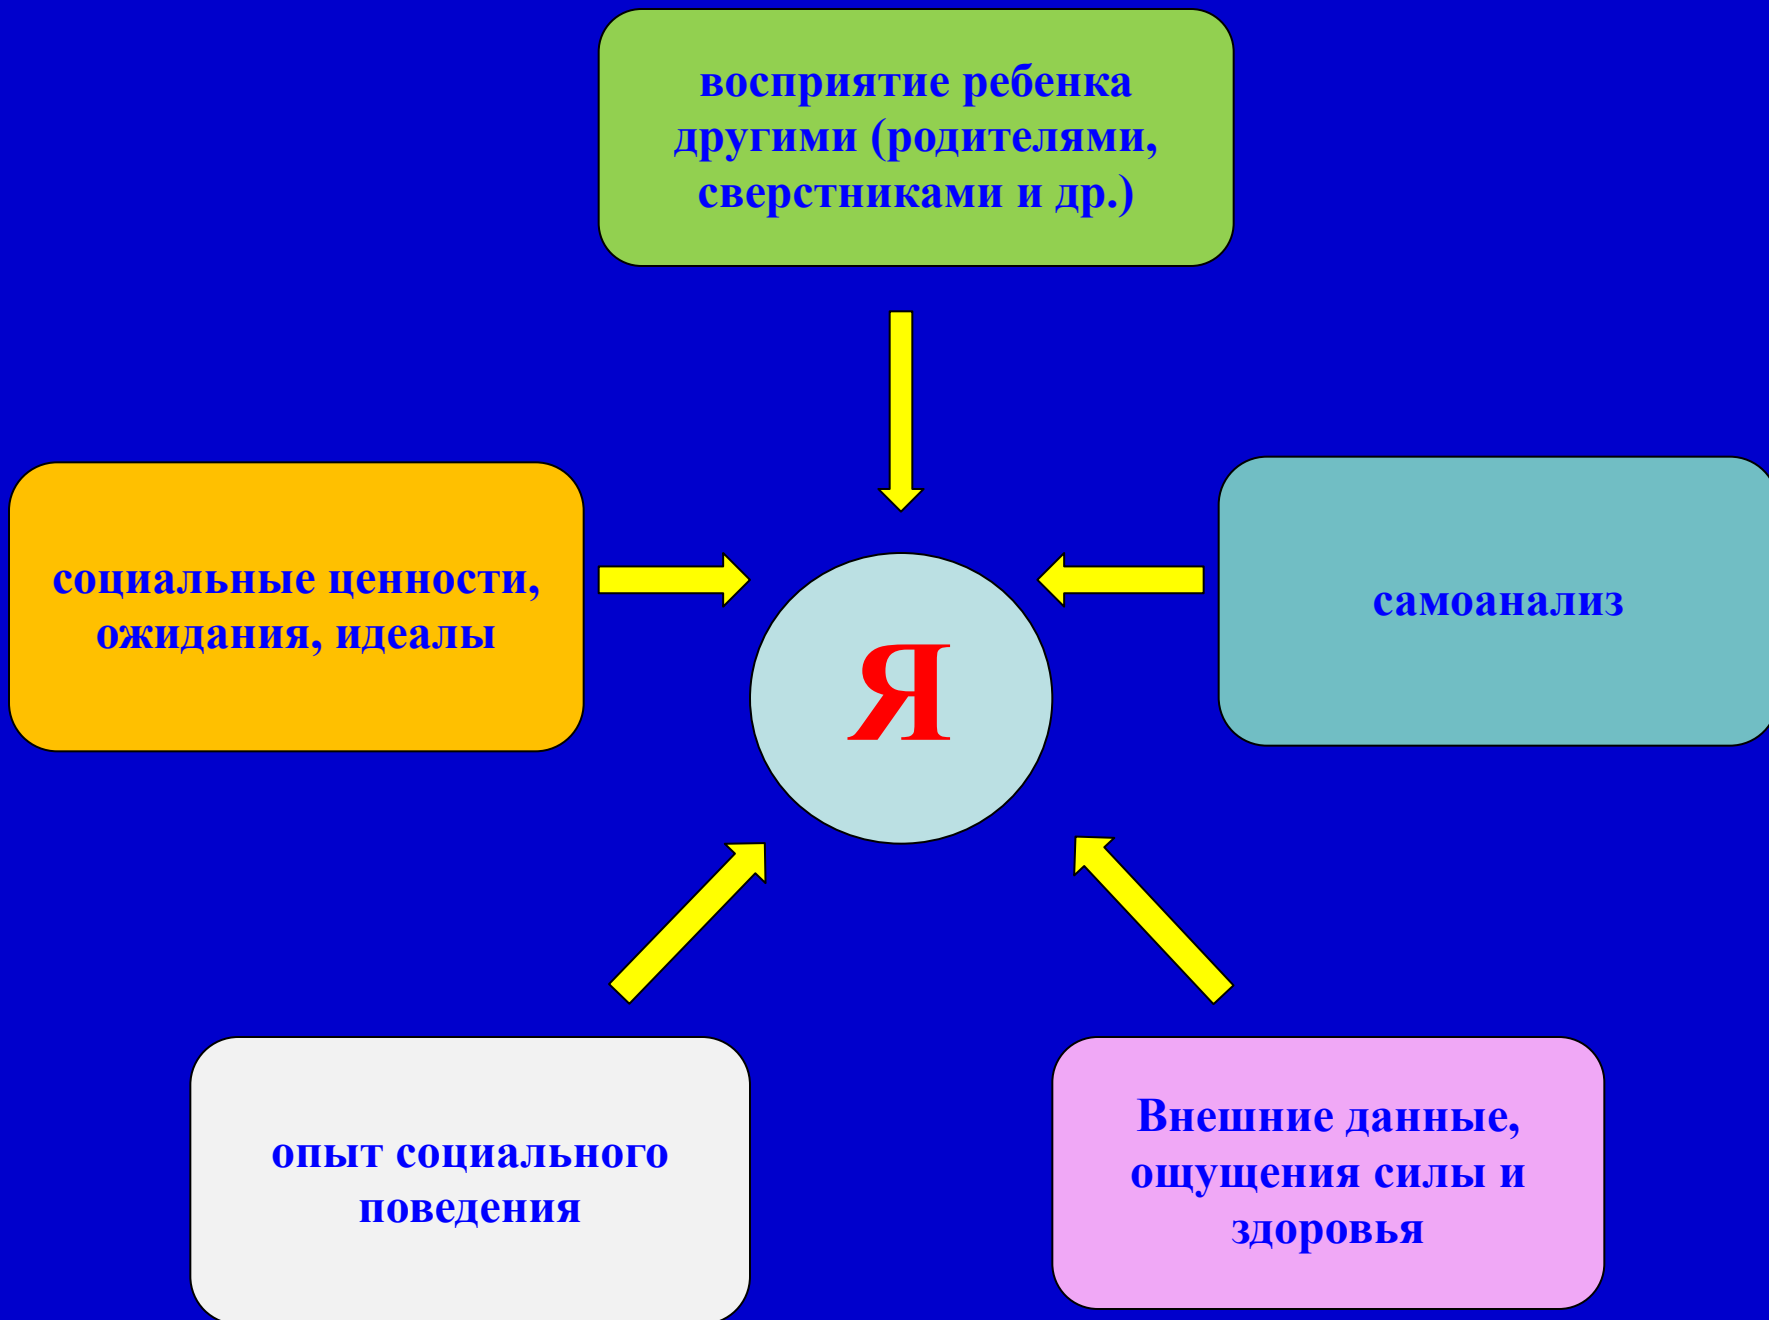 восприятие ребенка
другими (родителями,
сверстниками и др.)
социальные ценности,
ожидания, идеалы
Я
самоанализ
опыт социального
поведения
Внешние данные,
ощущения силы и
здоровья